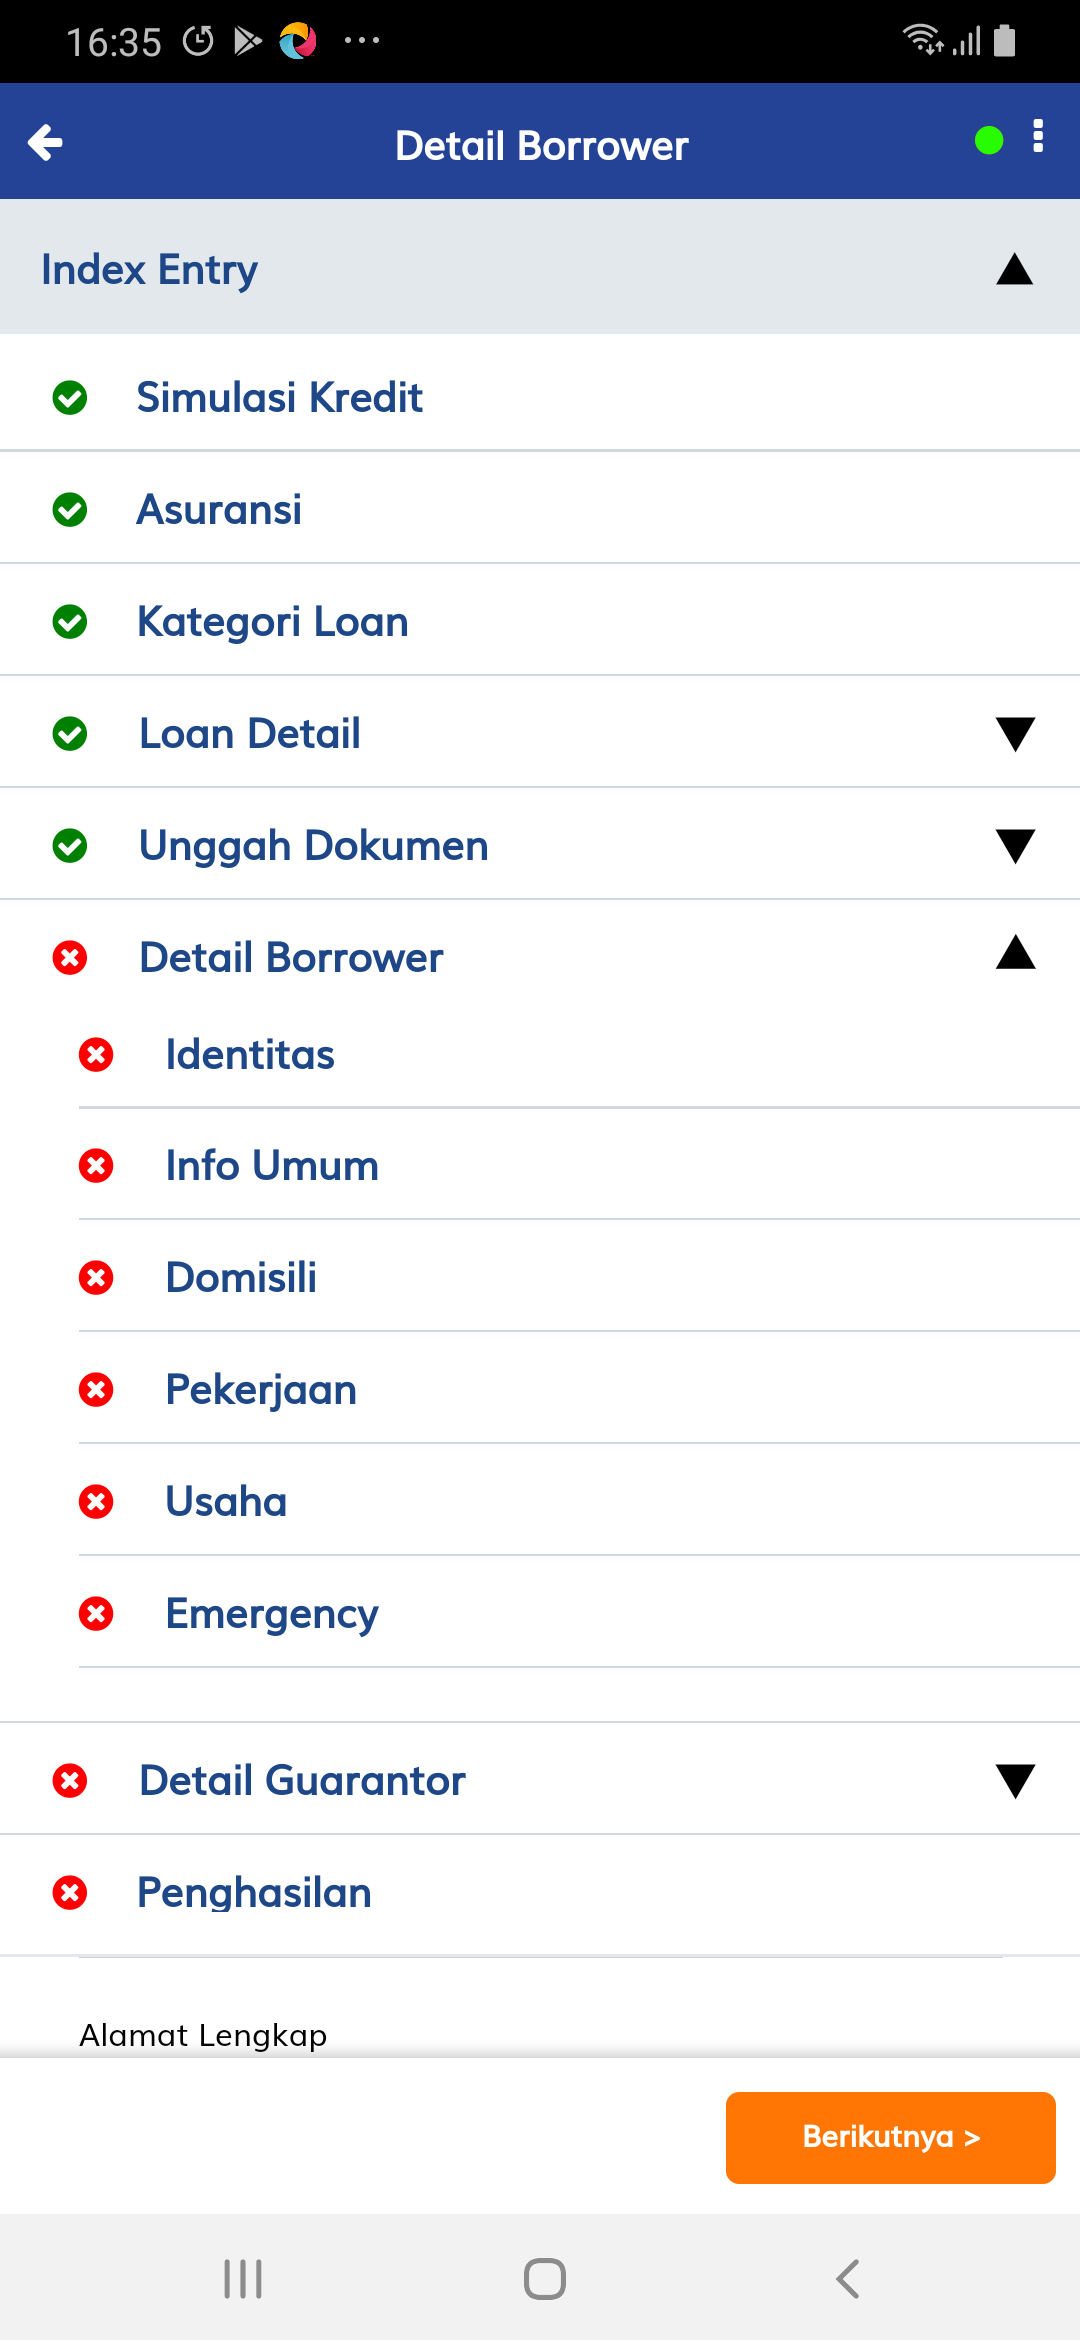 16:35
Detail Borrower
Index Entry
Simulasi Kredit
Asuransi
Kategori Loan
Loan Detail
Unggah Dokumen
Detail Borrower
Identitas
Info Umum
Domisili
Pekerjaan
Usaha
Emergency
Detail Guarantor
Penghasilan
Alamat Lengkap
Berikutnya >